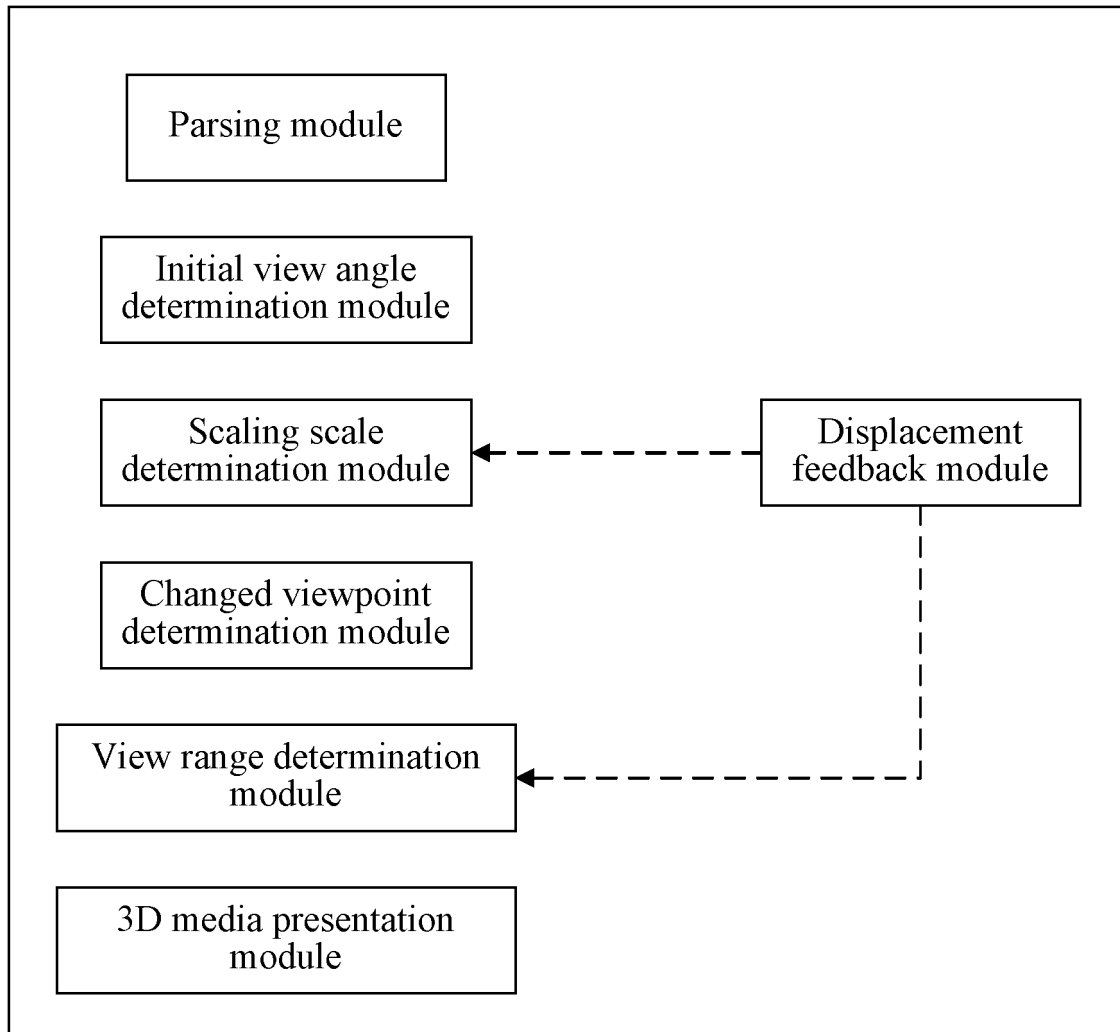 Parsing module
Initial view angle
determination module
Scaling scale
determination module
Displacement
feedback module
Changed viewpoint
determination module
View range determination
module
3D media presentation
module